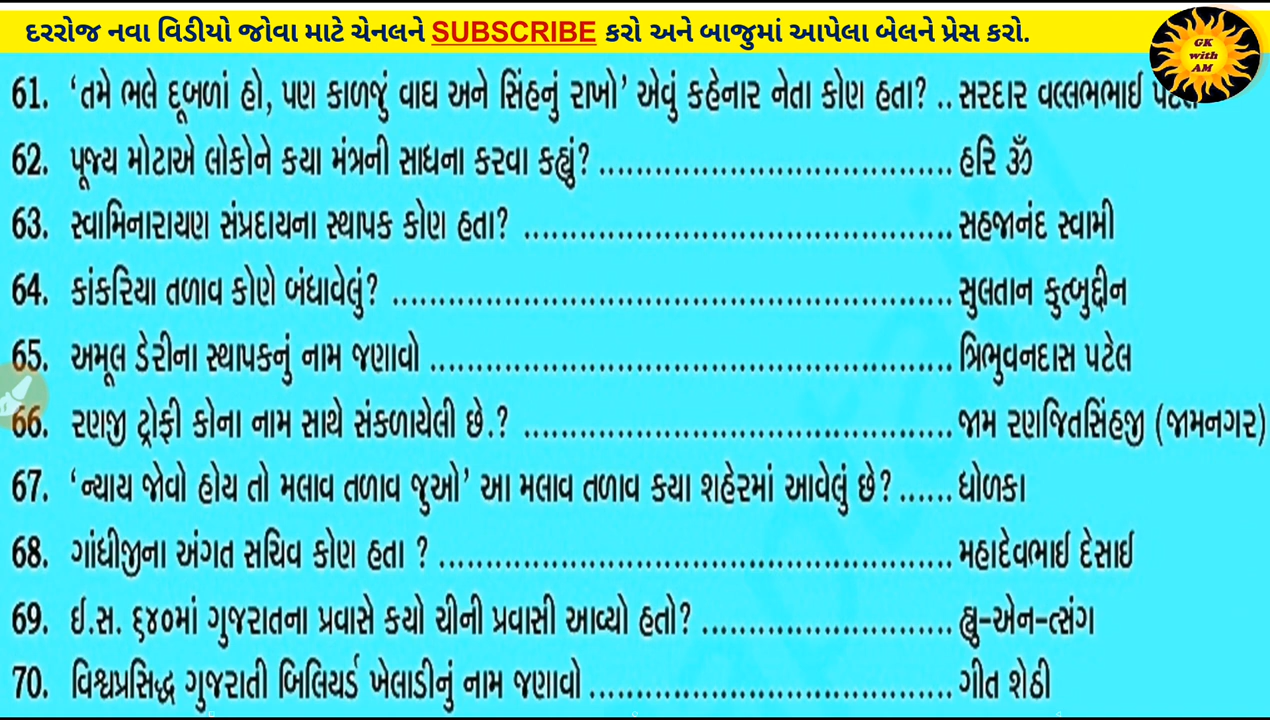 દરરોજ નવા વિડીયો જોવા માટે ચેનલને SUBSCRIBE કરો અને બાજુમાં આપેલા બેલને પ્રેસ કરો.
GK
with
AM
61. ‘તમે ભલે દૂબળાં હો, પણ કાળજું વાઘ અને સિંહનું રાખો’ એવું કહેનાર નેતા કોણ હતા? .. સરદાર વલ્લભભાઈ પટેલ
62. પૂજ્ય મોટાએ લોકોને કયા મંત્રની સાધના કરવા કહ્યું? ...................................... હરિ ૐ
63. સ્વામિનારાયણ સંપ્રદાયના સ્થાપક કોણ હતા? .............................................. સહજાનંદ સ્વામી
64. કાંકરિયા તળાવ કોણે બંધાવેલું? ............................................................ સુલતાન કુત્બુદ્દીન
65. અમૂલ ડેરીના સ્થાપકનું નામ જણાવો ........................................................ ત્રિભુવનદાસ પટેલ
66. રણજી ટ્રોફી કોના નામ સાથે સંકળાયેલી છે.? .............................................. જામ રણજિતસિંહજી (જામનગર)
67. ‘ન્યાય જોવો હોય તો મલાવ તળાવ જુઓ’ આ મલાવ તળાવ કયા શહેરમાં આવેલું છે? ...... ધોળકા
68. ગાંધીજીના અંગત સચિવ કોણ હતા ? ....................................................... મહાદેવભાઈ દેસાઈ
69. ઈ.સ. ૬૪૦માં ગુજરાતના પ્રવાસે કયો ચીની પ્રવાસી આવ્યો હતો? ........................... હ્યુ-એન-ત્સંગ
70. વિશ્વપ્રસિદ્ધ ગુજરાતી બિલિયર્ડ ખેલાડીનું નામ જણાવો ....................................... ગીત શેઠી